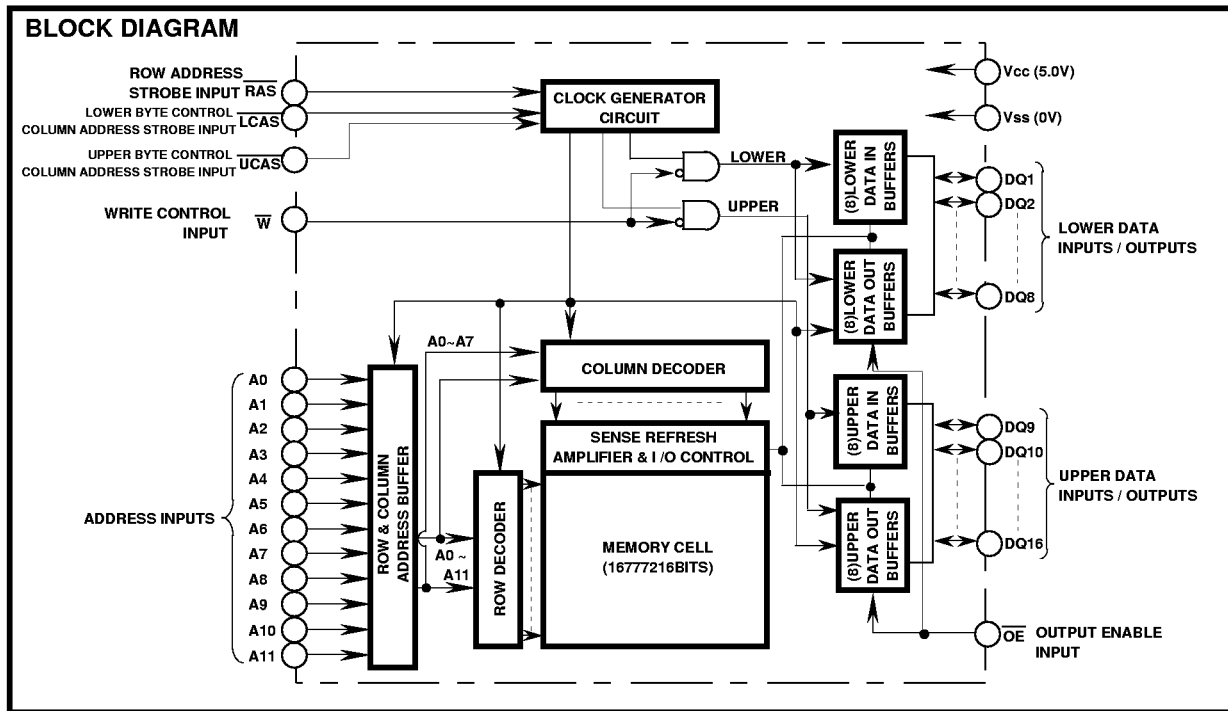 BLOCK DIAGRAM
ROW ADDRESS
STROBE INPUT RAS
LOWER BYTE CONTROL
COLUMN ADDRESS STROBE INPUT LCAS
UPPER BYTE CONTROL
COLUMN ADDRESS STROBE INPUT UCAS
WRITE CONTROL
INPUT W
CLOCK GENERATOR
CIRCUIT
LOWER
UPPER
(8)LOWER
DATA IN
BUFFERS
(8)LOWER
DATA OUT
BUFFERS
(8)UPPER
DATA IN
BUFFERS
(8)UPPER
DATA OUT
BUFFERS
Vcc (5.0V)
Vss (0V)
DQ1
DQ2
DQ8
LOWER DATA
INPUTS / OUTPUTS
DQ9
DQ10
DQ16
UPPER DATA
INPUTS / OUTPUTS
OE OUTPUT ENABLE
INPUT
ADDRESS INPUTS
A0
A1
A2
A3
A4
A5
A6
A7
A8
A9
A10
A11
ROW & COLUMN
ADDRESS BUFFER
A0~A7
A0 ~
A11
ROW DECODER
COLUMN DECODER
SENSE REFRESH
AMPLIFIER & I /O CONTROL
MEMORY CELL
(16777216BITS)